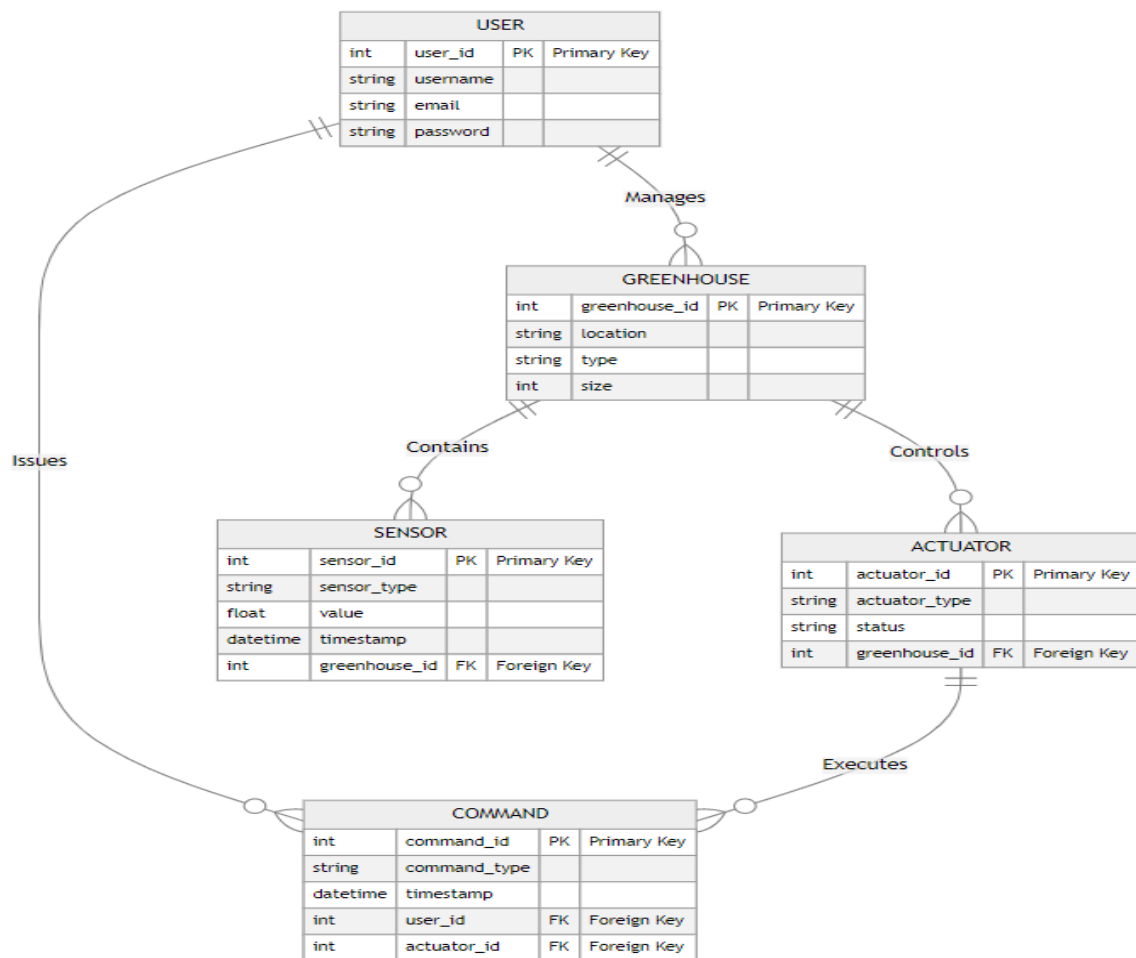 USER
int user_id PK Primary Key
string username
string email
string password
Manages
GREENHOUSE
int greenhouse_id PK Primary Key
string location
string type
int size
Issues
Contains
Controls
SENSOR
int sensor_id PK Primary Key
string sensor_type
float value
datetime timestamp
int greenhouse_id FK Foreign Key
ACTUATOR
int actuator_id PK Primary Key
string actuator_type
string status
int greenhouse_id FK Foreign Key
Executes
COMMAND
int command_id PK Primary Key
string command_type
datetime timestamp
int user_id FK Foreign Key
int actuator_id FK Foreign Key